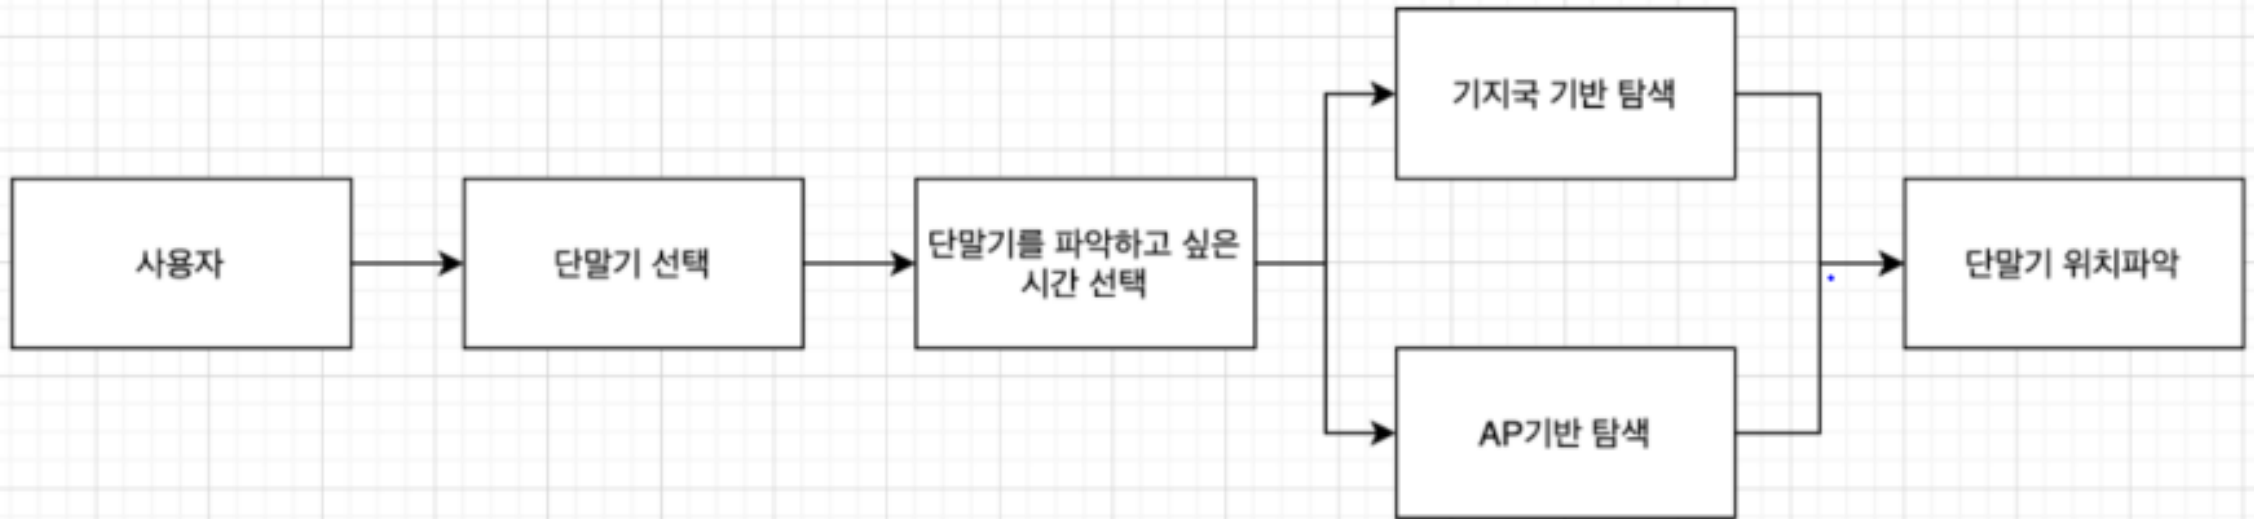 사용자
단말기 선택
단말기를 파악하고 싶은
시간 선택
기지국 기반 탐색
AP기반 탐색
단말기 위치파악